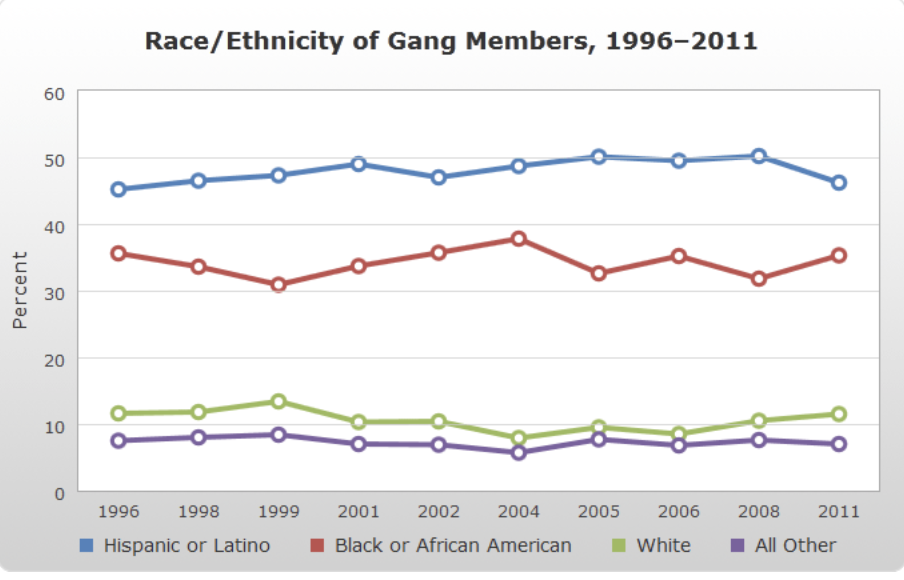 Race/Ethnicity of Gang Members, 1996–2011
60
50
40
30
20
10
0
Percent
1996 1998 1999 2001 2002 2004 2005 2006 2008 2011
Hispanic or Latino Black or African American White All Other